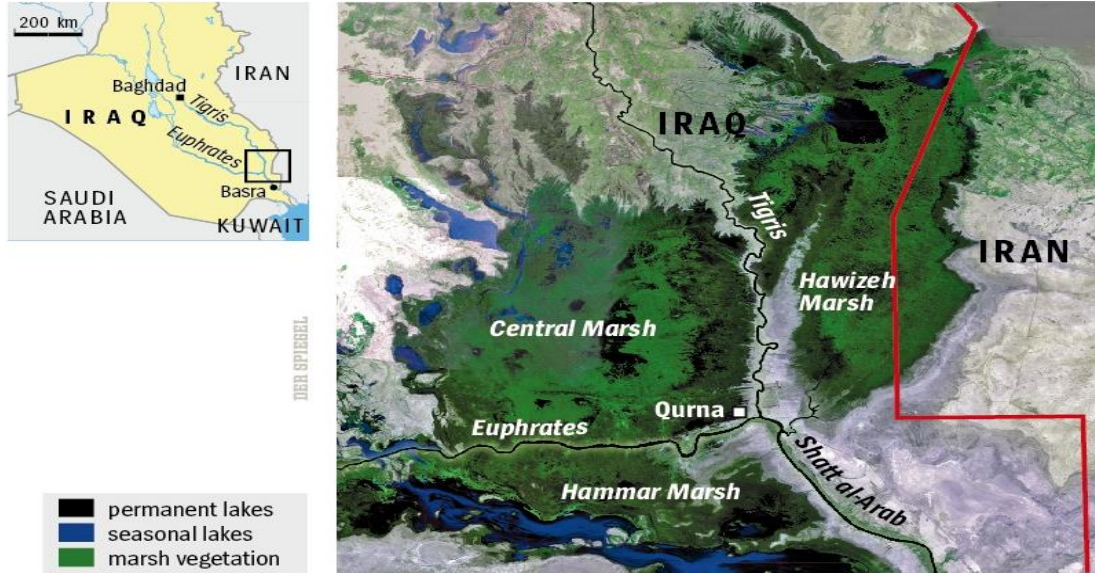 200 km
IRAN
Baghdad
Tigris
IRAQ
Euphrates
Basra
SAUDI
ARABIA
KUWAIT
DER SPIEGEL
permanent lakes
seasonal lakes
marsh vegetation
IRAQ
Tigris
IRAN
Hawizeh
Marsh
Central Marsh
Qurna
Euphrates
Shatt al-Arab
Hammar Marsh